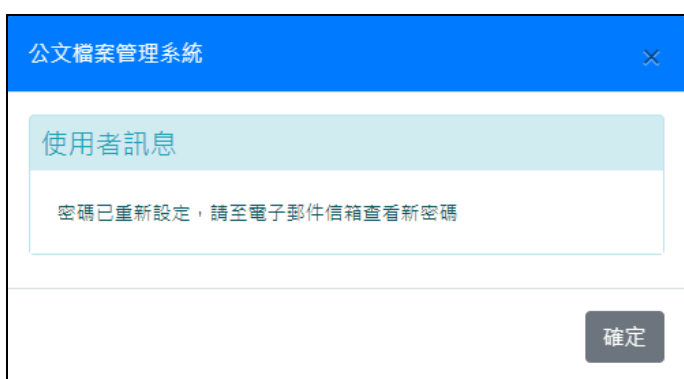 公文檔案管理系統
×
使用者訊息
密碼已重新設定，請至電子郵件信箱查看新密碼
確定